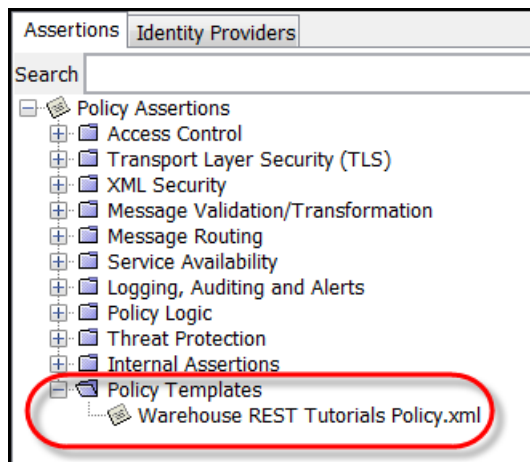 Assertions Identity Providers
Search
Policy Assertions
Access Control
Transport Layer Security (TLS)
XML Security
Message Validation/Transformation
Message Routing
Service Availability
Logging, Auditing and Alerts
Policy Logic
Threat Protection
Internal Assertions
Policy Templates
Warehouse REST Tutorials Policy.xml